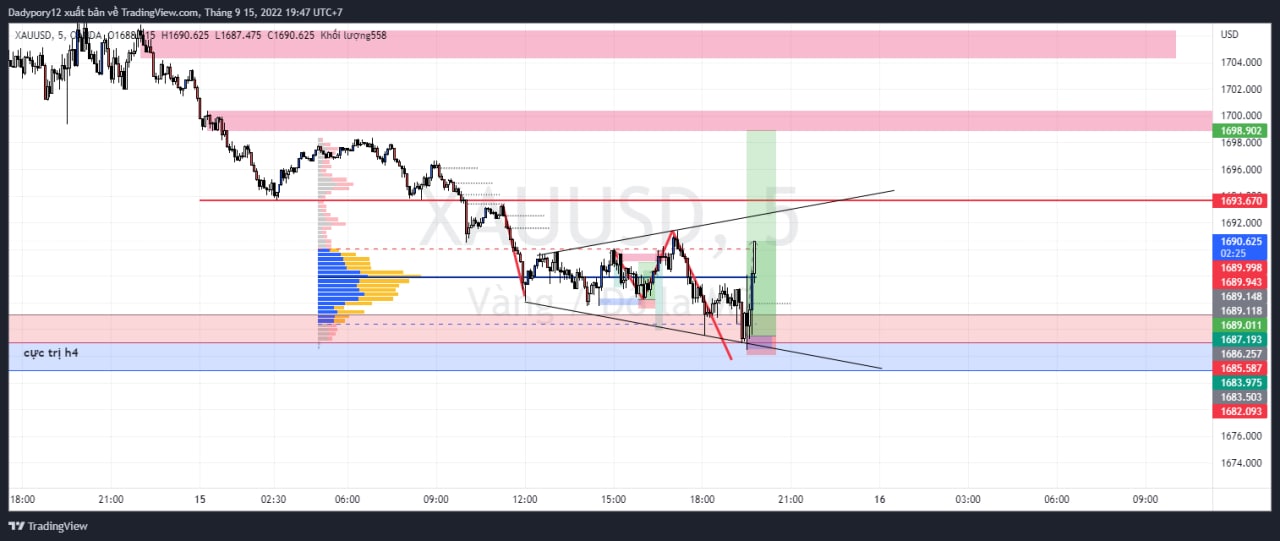 Dadypory12 xuất bản về TradingView.com, Tháng 9 15, 2022 19:47 UTC+7
XAUUSD, 5, H1690.625 L1687.475 C1690.625 Khối lượng558
USD
1704.000
1702.000
1700.000
1698.902
1698.000
1696.000
1693.670
1692.000
1690.625
02:25
1689.998
1689.943
1689.148
1689.118
1689.011
1687.193
1686.257
1685.587
1683.975
1683.503
1682.093
1676.000
1674.000
XAUUSD, 5
Vàng / Đô la
cực trị h4
18:00 21:00 15 02:30 06:00 09:00 12:00 15:00 18:00 21:00 16 03:00 06:00 09:00
TradingView